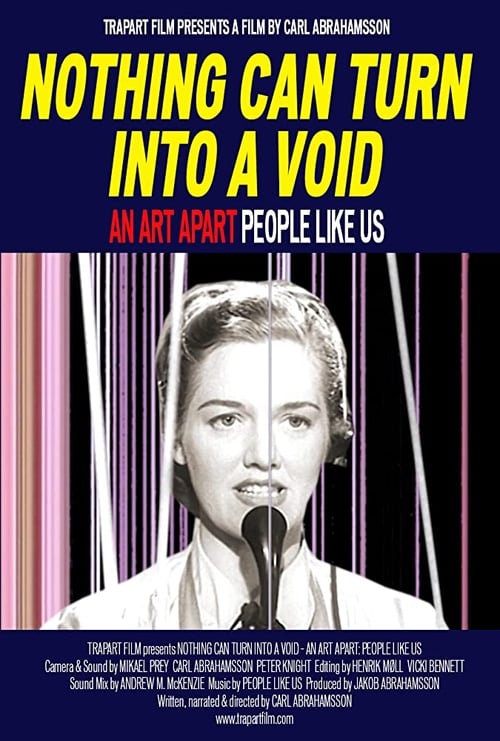 TRAPART FILM PRESENTS A FILM BY CARL ABRAHAMSSON
NOTHING CAN TURN
INTO A VOID
AN ART APART PEOPLE LIKE US
TRAPART FILM presents NOTHING CAN TURN INTO A VOID - AN ART APART: PEOPLE LIKE US
Camera & Sound by MIKAEL PREY CARL ABRAHAMSSON PETER KNIGHT Editing by HENRIK MØLL VICKI BENNETT
Sound Mix by ANDREW M. McKENZIE Music by PEOPLE LIKE US Produced by JAKOB ABRAHAMSSON
Written, narrated & directed by CARL ABRAHAMSSON
www.trapartfilm.com